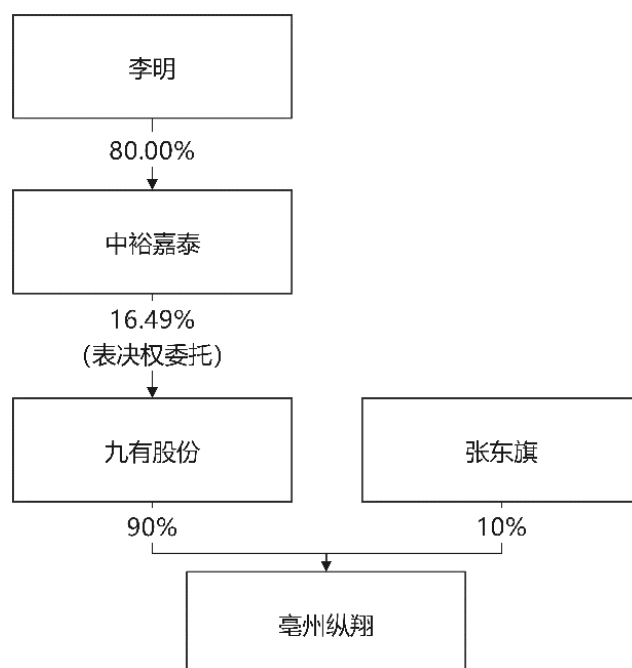 李明
80.00%
中裕嘉泰
16.49%
(表决权委托)
九有股份
张东旗
90%
10%
亳州纵翔